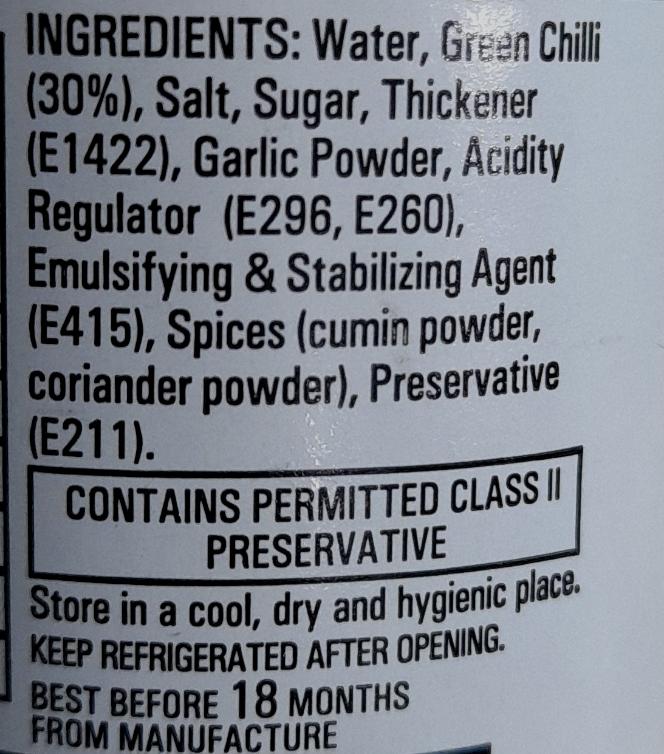 INGREDIENTS: Water, Green Chilli
(30%), Salt, Sugar, Thickener
(E1422), Garlic Powder, Acidity
Regulator (E296, E260),
Emulsifying & Stabilizing Agent
(E415), Spices (cumin powder,
coriander powder), Preservative
(E211).
CONTAINS PERMITTED CLASS II
PRESERVATIVE
Store in a cool, dry and hygienic place.
KEEP REFRIGERATED AFTER OPENING.
BEST BEFORE 18 MONTHS
FROM MANUFACTURE